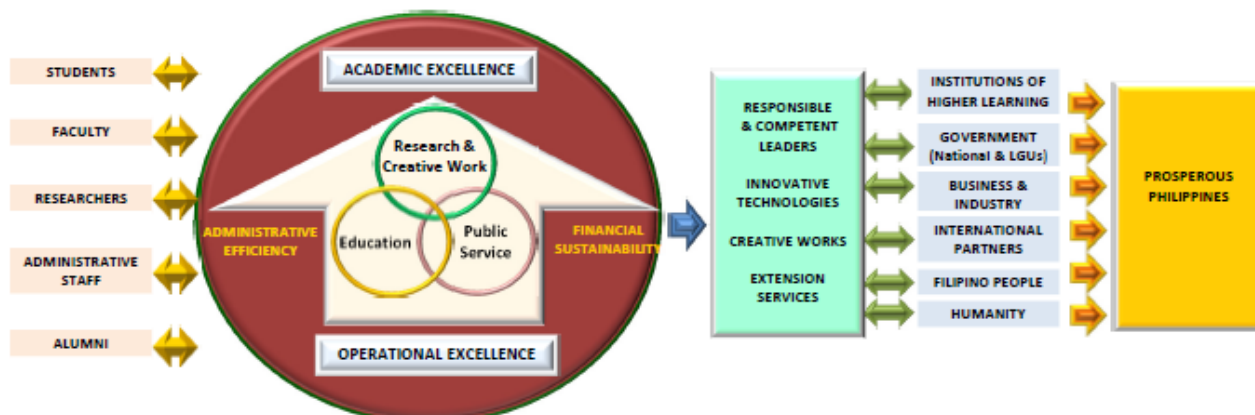 STUDENTS
FACULTY
RESEARCHERS
ADMINISTRATIVE
STAFF
ALUMNI
ACADEMIC EXCELLENCE
Research &
Creative Work
Education
Public
Service
ADMINISTRATIVE
EFFICIENCY
FINANCIAL
SUSTAINABILITY
OPERATIONAL EXCELLENCE
RESPONSIBLE
& COMPETENT
LEADERS
INNOVATIVE
TECHNOLOGIES
CREATIVE WORKS
EXTENSION
SERVICES
INSTITUTIONS OF
HIGHER LEARNING
GOVERNMENT
(National & LGUs)
BUSINESS &
INDUSTRY
INTERNATIONAL
PARTNERS
FILIPINO PEOPLE
HUMANITY
PROSPEROUS
PHILIPPINES